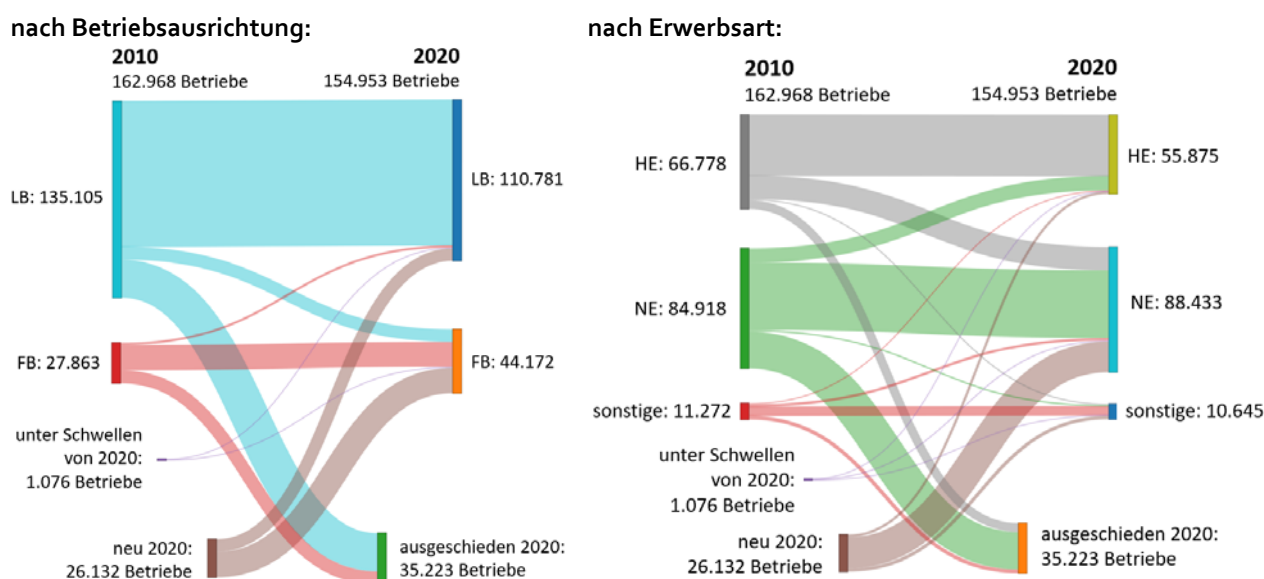 nach Betriebsausrichtung:
2010
162.968 Betriebe
2020
154.953 Betriebe
LB: 135.105
LB: 110.781
FB: 27.863
FB: 44.172
unter Schwellen
von 2020:
1.076 Betriebe
neu 2020:
26.132 Betriebe
ausgeschieden 2020:
35.223 Betriebe
nach Erwerbsart:
2010
162.968 Betriebe
2020
154.953 Betriebe
HE: 66.778
HE: 55.875
NE: 84.918
NE: 88.433
sonstige: 11.272
sonstige: 10.645
unter Schwellen
von 2020:
1.076 Betriebe
neu 2020:
26.132 Betriebe
ausgeschieden 2020:
35.223 Betriebe